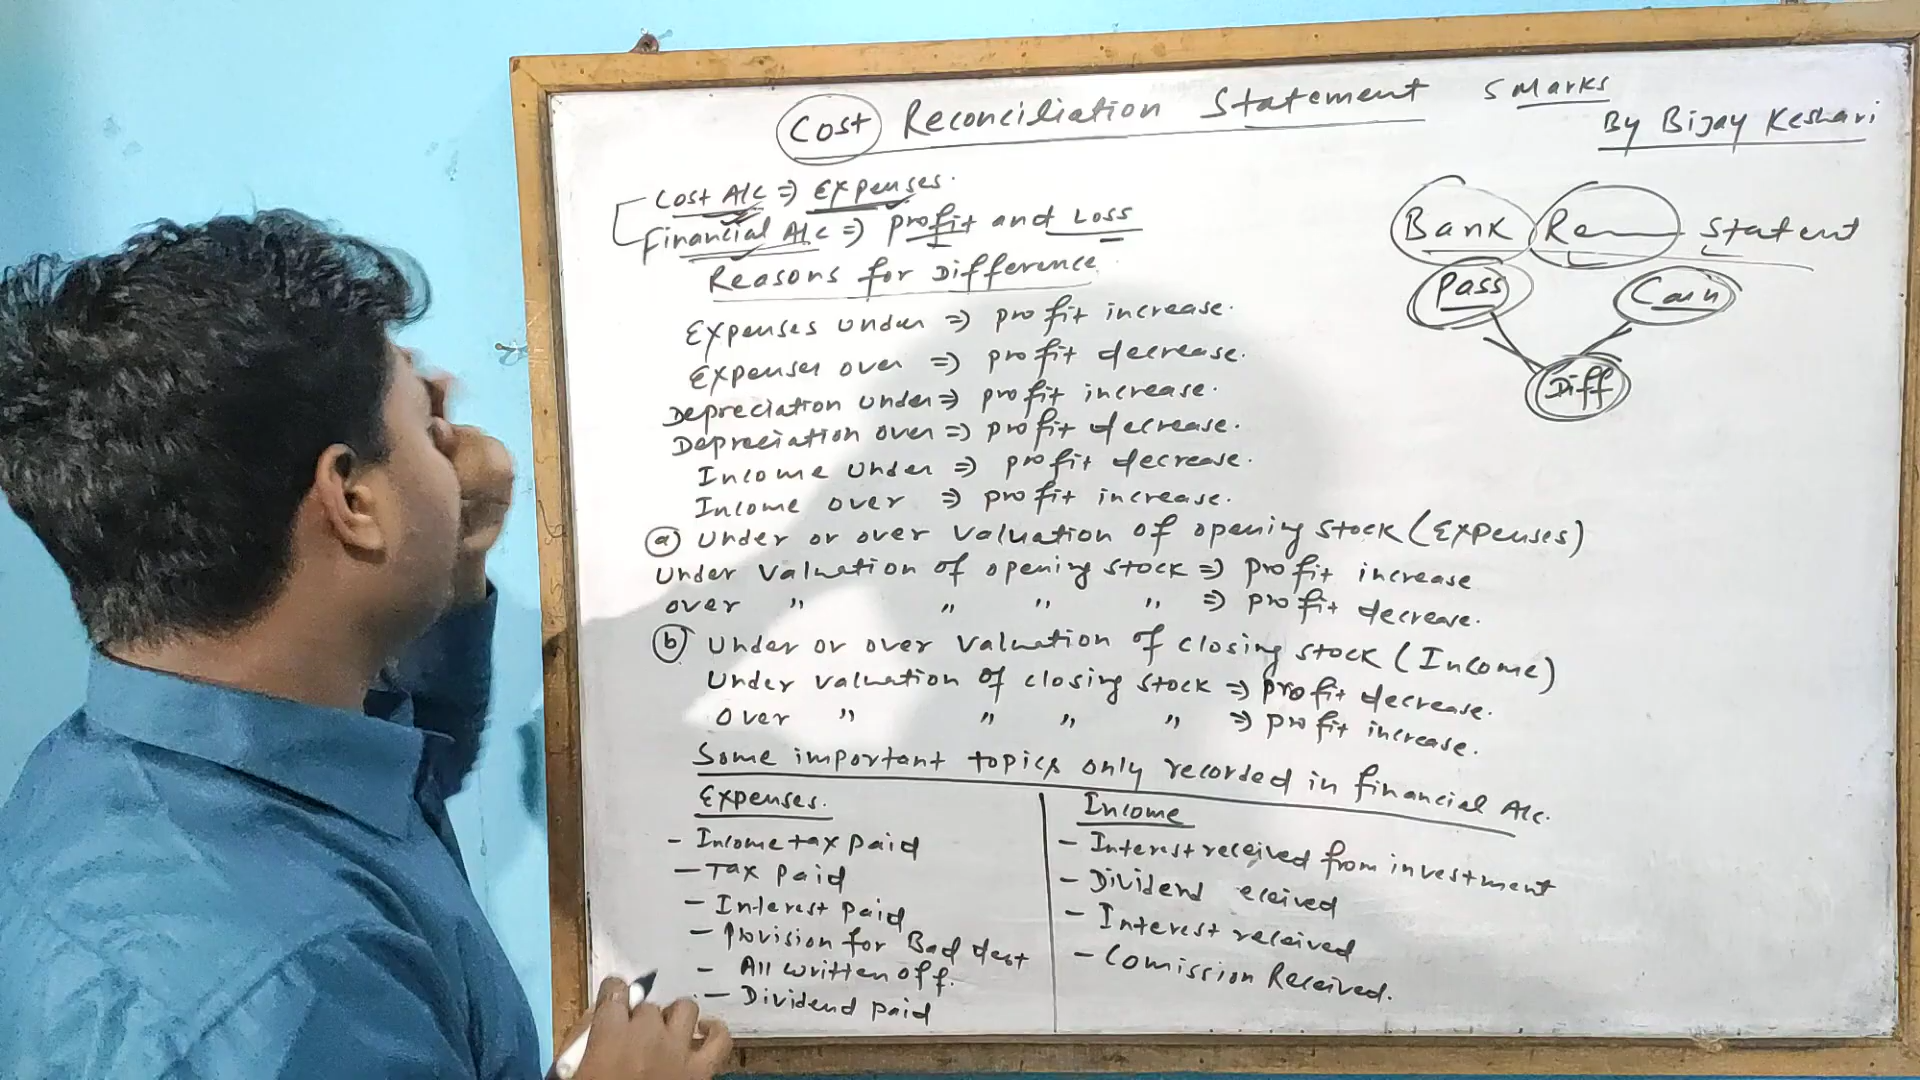 Cost Reconciliation Statement 5 Marks
By Bijay Keshari
Cost A/c => Expenses.
Financial A/c => Profit and Loss
Reasons for Difference
Bank Re Statent
Pass Cash
Diff
Expenses under => profit increase.
Expenses over => profit decrease.
Depreciation under => profit increase.
Depreciation over => profit decrease.
Income under => profit decrease.
Income over => profit increase.
(a) Under or over valuation of opening stock (Expenses)
Under valuation of opening stock => profit increase
over " " " " => profit decrease.
(b) Under or over valuation of closing stock (Income)
Under valuation of closing stock => profit decrease.
Over " " " " => profit increase.
Some important topics only recorded in financial A/c.
Expenses.
- Income tax paid
- Tax paid
- Interest paid
- Provision for Bad dest
- All written off.
- Dividend paid
Income
- Interest received from investment
- Dividend eceived
- Interest received
- Comission Received.